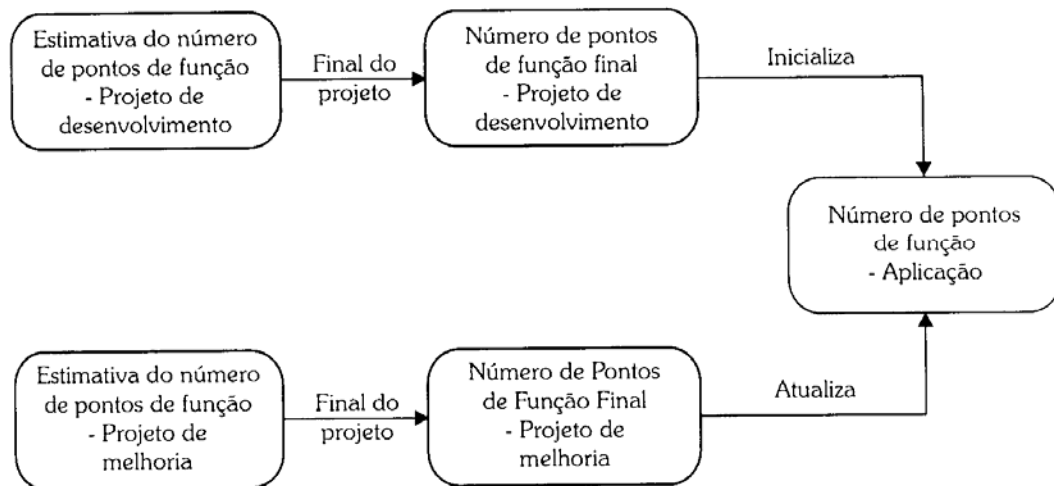 Estimativa do número
de pontos de função
- Projeto de
desenvolvimento
Final do
projeto
Número de pontos
de função final
- Projeto de
desenvolvimento
Inicializa
Número de pontos
de função
- Aplicação
Estimativa do número
de pontos de função
- Projeto de
melhoria
Final do
projeto
Número de Pontos
de Função Final
- Projeto de
melhoria
Atualiza